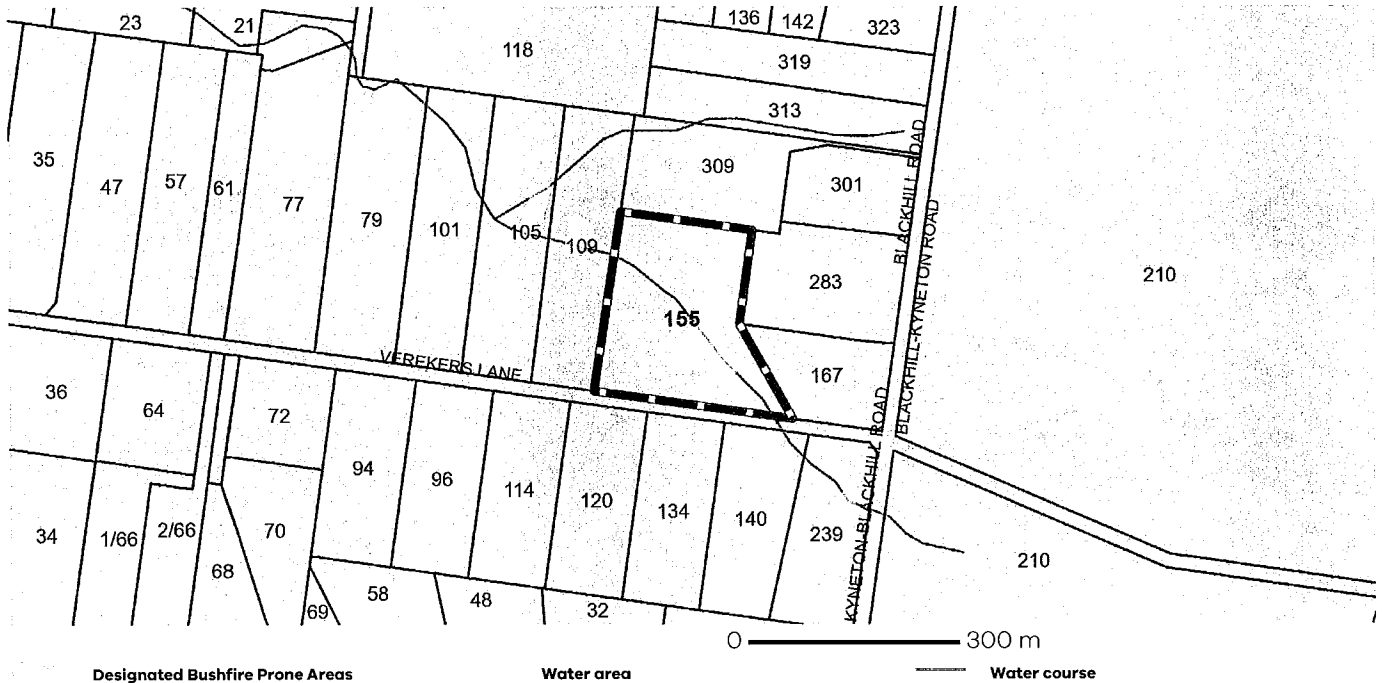 23 21 136 142 323
118 319
313
35 47 57 61 77 79 101 105 109 309 301
BLACKHILL ROAD
BLACKHILL-KYNETON ROAD
283 210
155
VEREKERS LANE
167
36 64 72
94 96 114 120 134 140 239
KYNETON-BLACKHILL ROAD
34 1/66 2/66 68 70 210
69 58 48 32
0 300 m
Designated Bushfire Prone Areas Water area Water course